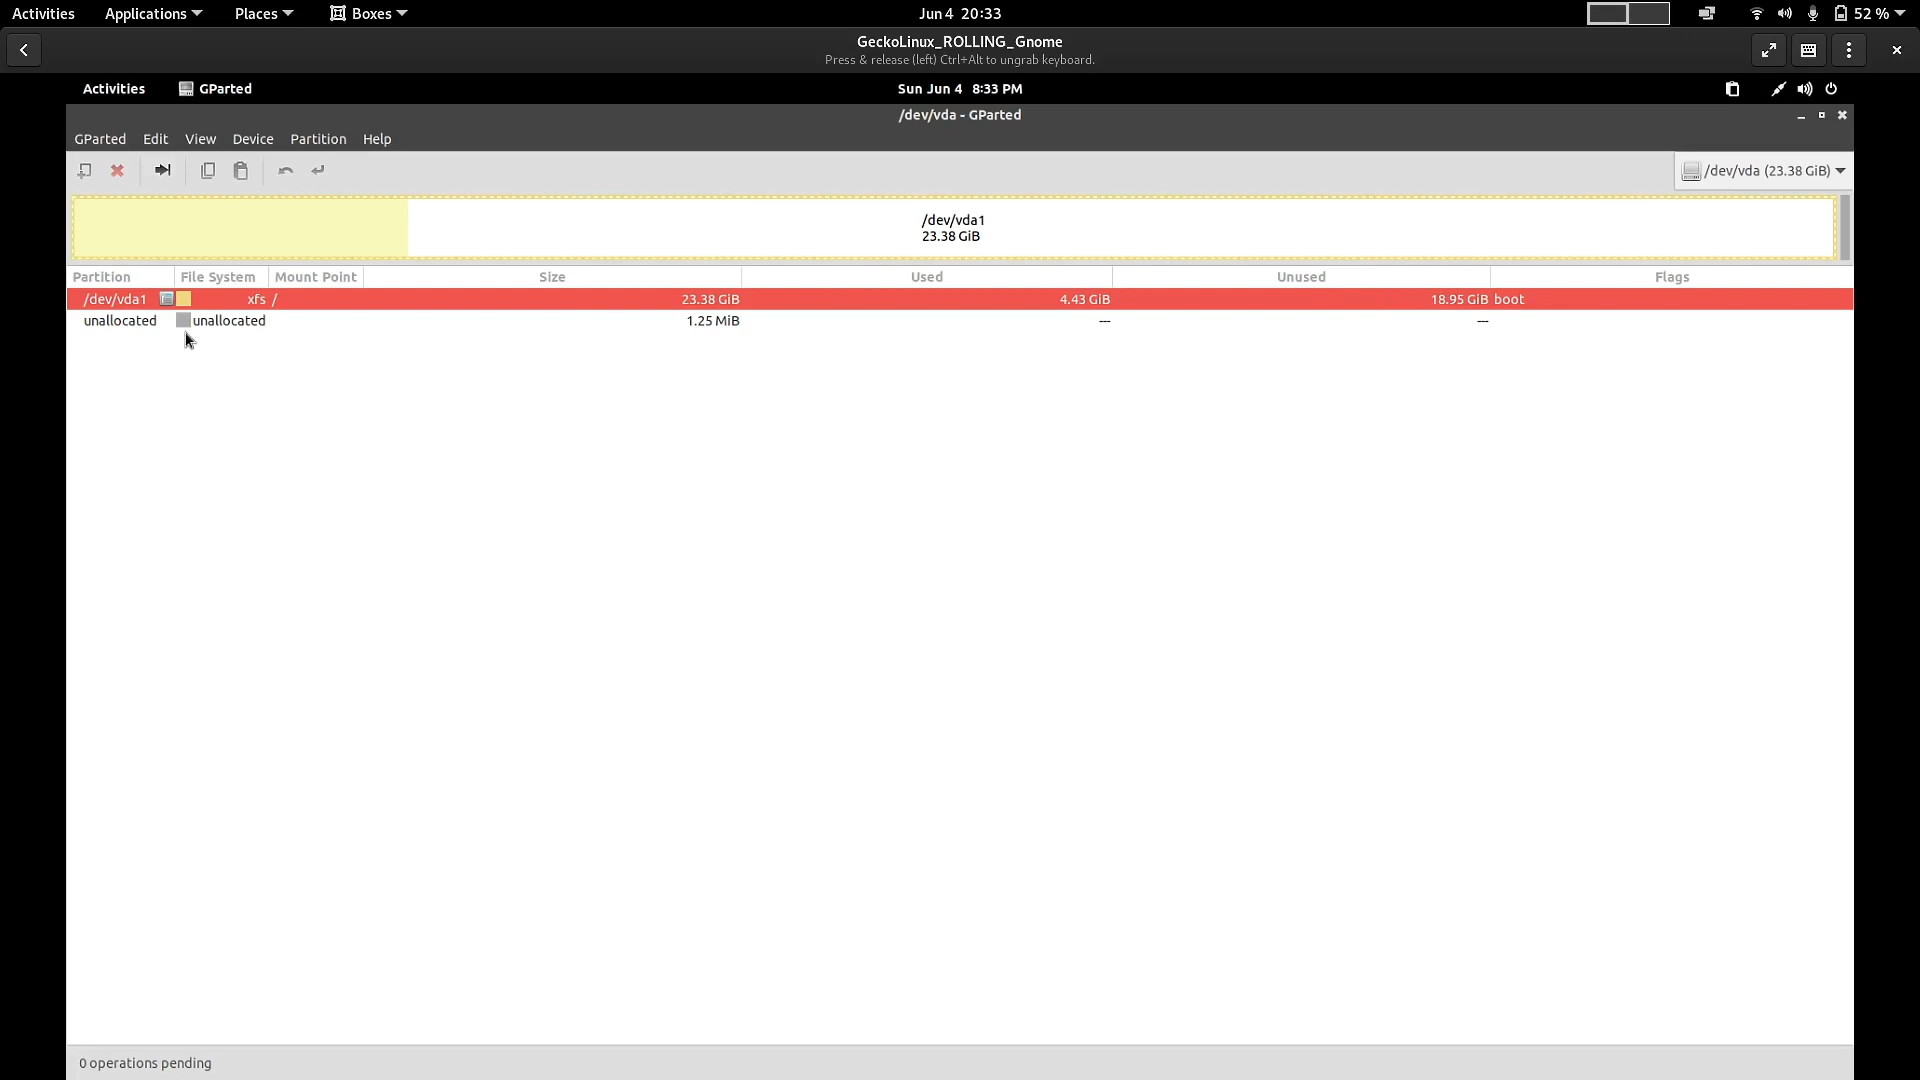 Activities Applications Places Boxes Jun 4 20:33 52 %
GeckoLinux_ROLLING_Gnome
Press & release (left) Ctrl+Alt to ungrab keyboard.
Activities GParted Sun Jun 4 8:33 PM
/dev/vda - GParted
GParted Edit View Device Partition Help
/dev/vda (23.38 GiB)
/dev/vda1
23.38 GiB
Partition File System Mount Point Size Used Unused Flags
/dev/vda1 xfs / 23.38 GiB 4.43 GiB 18.95 GiB boot
unallocated unallocated 1.25 MiB --- ---
0 operations pending